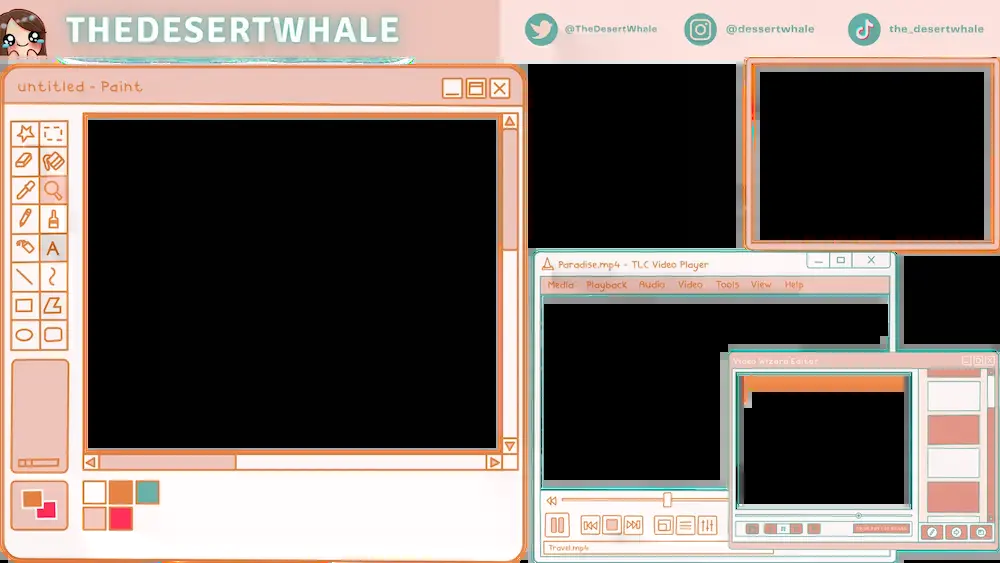 THEDESERTWHALE
@TheDesertWhale
@dessertwhale
the_desertwhale
untitled - Paint
A
Paradise.mp4 - TLC Video Player
Media Playback Audio Video Tools View Help
Video Wizard Editor
Travel.mp4